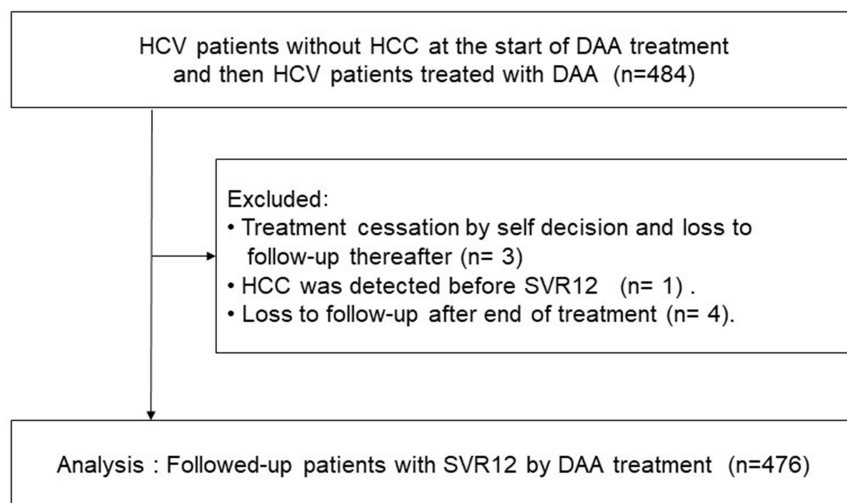 HCV patients without HCC at the start of DAA treatment
and then HCV patients treated with DAA (n=484)
Excluded:
• Treatment cessation by self decision and loss to
follow-up thereafter (n= 3)
• HCC was detected before SVR12 (n= 1) .
• Loss to follow-up after end of treatment (n= 4).
Analysis : Followed-up patients with SVR12 by DAA treatment (n=476)